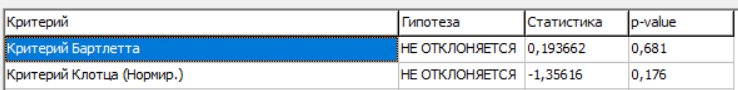 Критерий Гипотеза Статистика p-value
Критерий Бартлетта НЕ ОТКЛОНЯЕТСЯ 0,193662 0,681
Критерий Клотца (Нормир.) НЕ ОТКЛОНЯЕТСЯ -1,35616 0,176